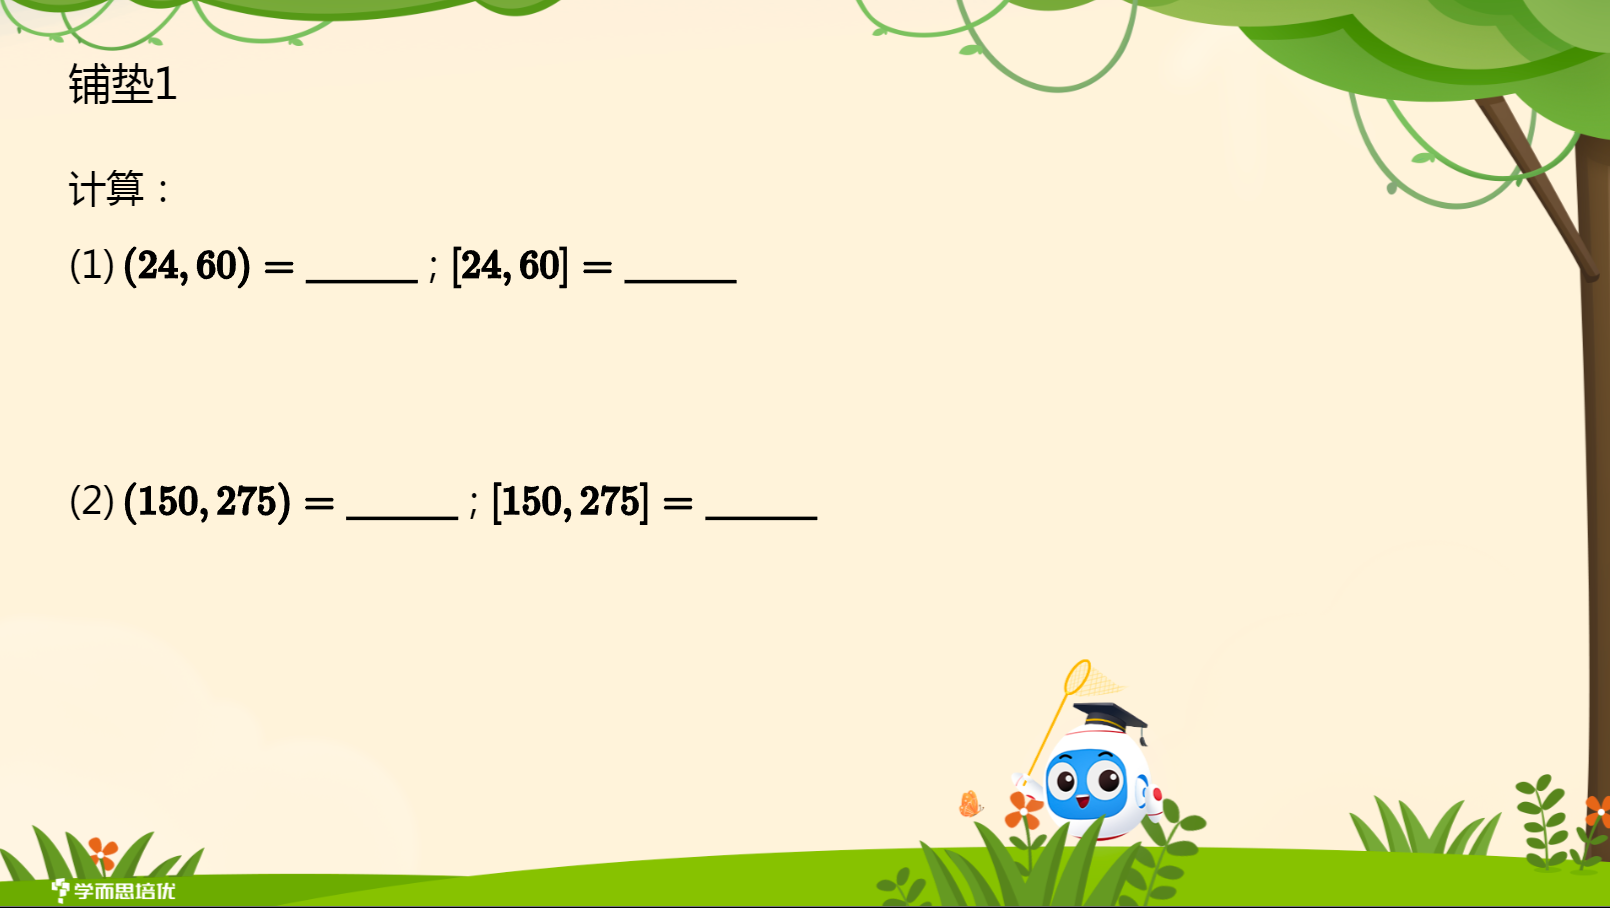 铺垫1
计算：
(1) (24, 60) = ______ ; [24, 60] = ______
(2) (150, 275) = ______ ; [150, 275] = ______
学而思培优